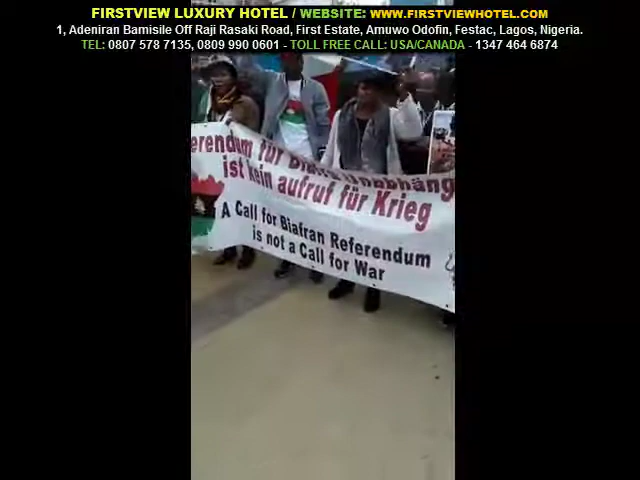 FIRSTVIEW LUXURY HOTEL / WEBSITE: WWW.FIRSTVIEWHOTEL.COM
1, Adeniran Bamisile Off Raji Rasaki Road, First Estate, Amuwo Odofin, Festac, Lagos, Nigeria.
TEL: 0807 578 7135, 0809 990 0601 - TOLL FREE CALL: USA/CANADA - 1347 464 6874
erendum für Biafra Unabhäng
ist kein aufruf für Krieg
A Call for Biafran Referendum
is not a Call for War